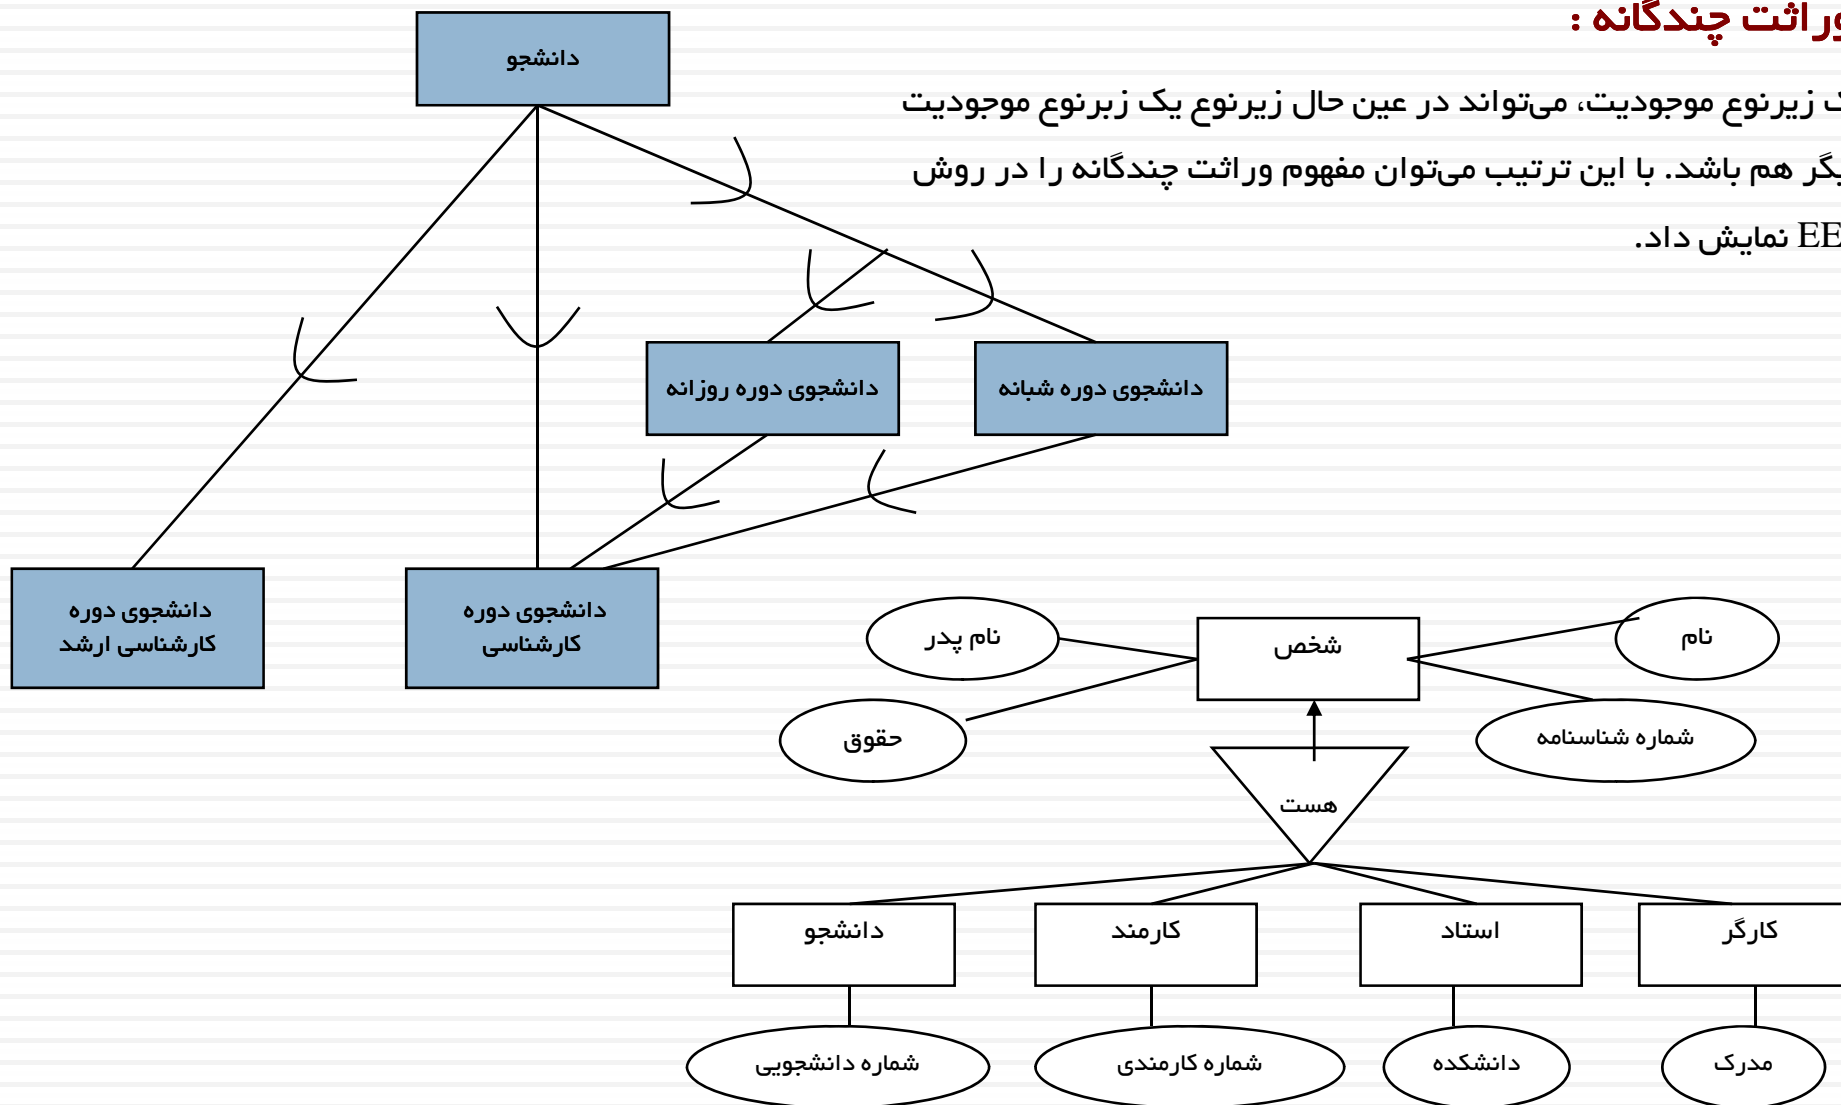 وراثت چندگانه :
زیرنوع موجودیت، می‌تواند در عین حال زیرنوع یک زبرنوع موجودیت
هم باشد. با این ترتیب می‌توان مفهوم وراثت چندگانه را در روش
EE نمایش داد.
دانشجو
دانشجوی دوره شبانه
دانشجوی دوره روزانه
دانشجوی دوره
کارشناسی
دانشجوی دوره
کارشناسی ارشد
نام
شخص
نام پدر
شماره شناسنامه
حقوق
هست
کارگر
استاد
کارمند
دانشجو
مدرک
دانشکده
شماره کارمندی
شماره دانشجویی